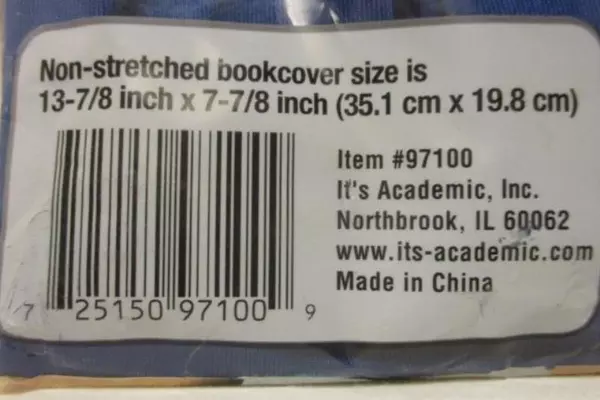 Non-stretched bookcover size is
13-7/8 inch x 7-7/8 inch (35.1 cm x 19.8 cm)
Item #97100
It's Academic, Inc.
Northbrook, IL 60062
www.its-academic.com
Made in China
7 25150 97100 9